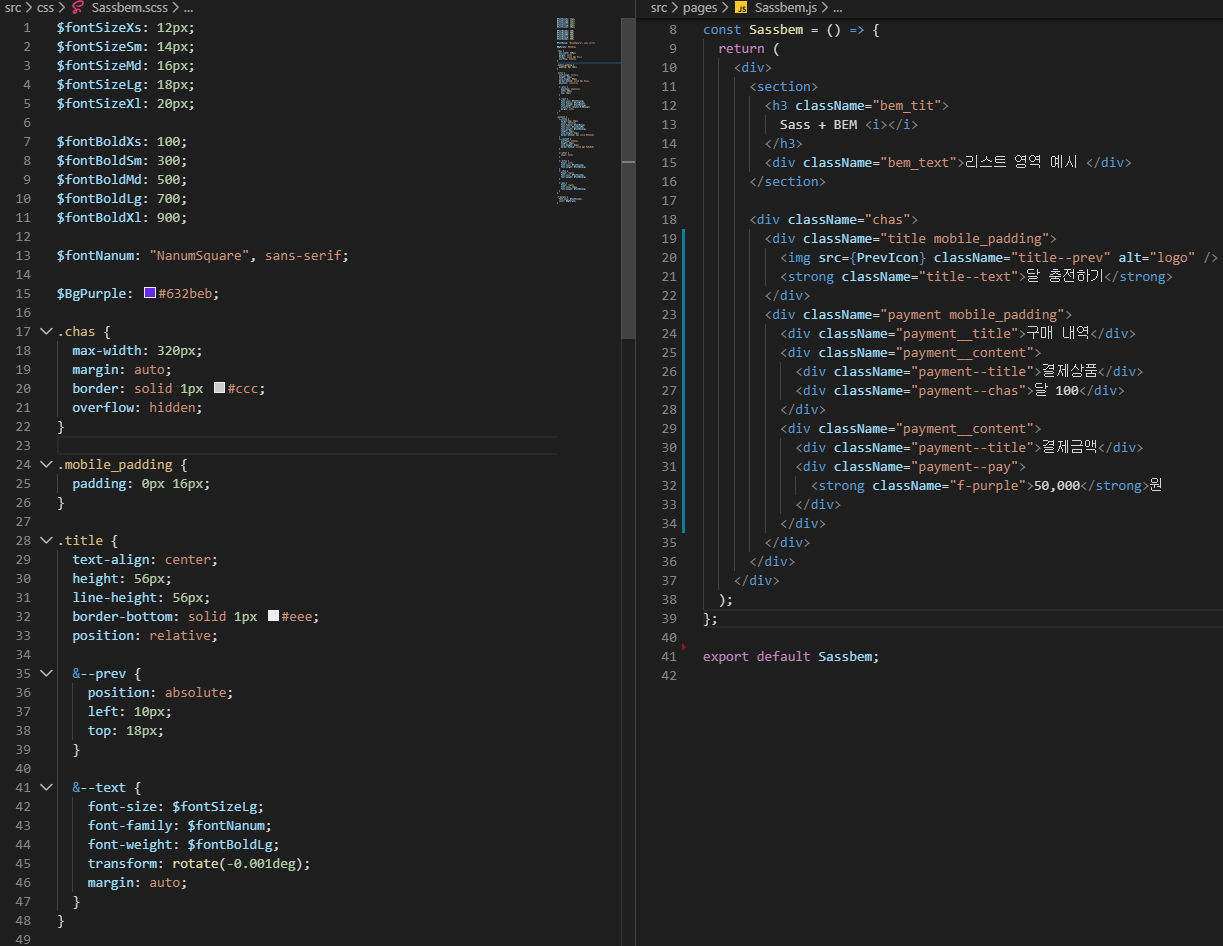 src > css > Sassbem.scss > ...
1 $fontSizeXs: 12px;
2 $fontSizeSm: 14px;
3 $fontSizeMd: 16px;
4 $fontSizeLg: 18px;
5 $fontSizeXl: 20px;
6
7 $fontBoldXs: 100;
8 $fontBoldSm: 300;
9 $fontBoldMd: 500;
10 $fontBoldLg: 700;
11 $fontBoldXl: 900;
12
13 $fontNanum: "NanumSquare", sans-serif;
14
15 $BgPurple: #632beb;
16
17 .chas {
18 max-width: 320px;
19 margin: auto;
20 border: solid 1px #ccc;
21 overflow: hidden;
22 }
23
24 .mobile_padding {
25 padding: 0px 16px;
26 }
27
28 .title {
29 text-align: center;
30 height: 56px;
31 line-height: 56px;
32 border-bottom: solid 1px #eee;
33 position: relative;
34
35 &--prev {
36 position: absolute;
37 left: 10px;
38 top: 18px;
39 }
40
41 &--text {
42 font-size: $fontSizeLg;
43 font-family: $fontNanum;
44 font-weight: $fontBoldLg;
45 transform: rotate(-0.001deg);
46 margin: auto;
47 }
48 }
49
src > pages > JS Sassbem.js > ...
8 const Sassbem = () => {
9 return (
10 <div>
11 <section>
12 <h3 className="bem_tit">
13 Sass + BEM <i></i>
14 </h3>
15 <div className="bem_text">리스트 영역 예시 </div>
16 </section>
17
18 <div className="chas">
19 <div className="title mobile_padding">
20 <img src={PrevIcon} className="title--prev" alt="logo" />
21 <strong className="title--text">달 충전하기</strong>
22 </div>
23 <div className="payment mobile_padding">
24 <div className="payment__title">구매 내역</div>
25 <div className="payment__content">
26 <div className="payment--title">결제상품</div>
27 <div className="payment--chas">달 100</div>
28 </div>
29 <div className="payment__content">
30 <div className="payment--title">결제금액</div>
31 <div className="payment--pay">
32 <strong className="f-purple">50,000</strong>원
33 </div>
34 </div>
35 </div>
36 </div>
37 </div>
38 );
39 };
40
41 export default Sassbem;
42